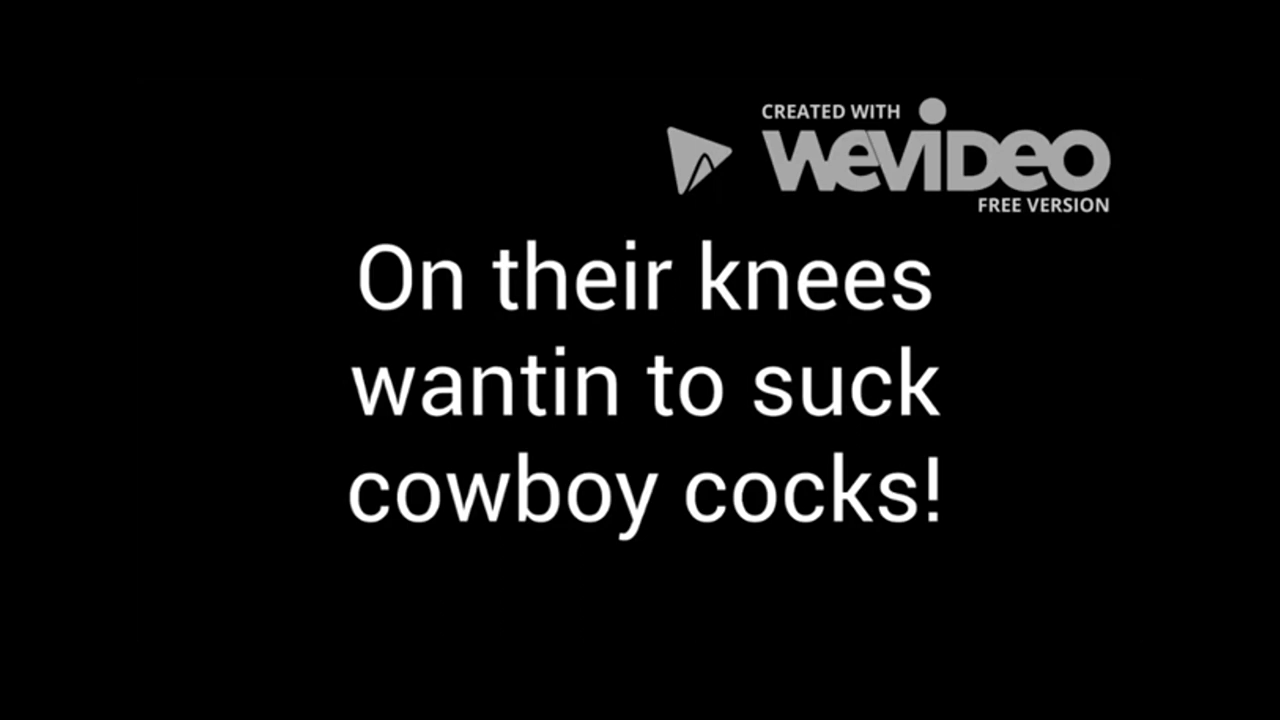 CREATED WITH
WEVIDEO
FREE VERSION
On their knees
wantin to suck
cowboy cocks!